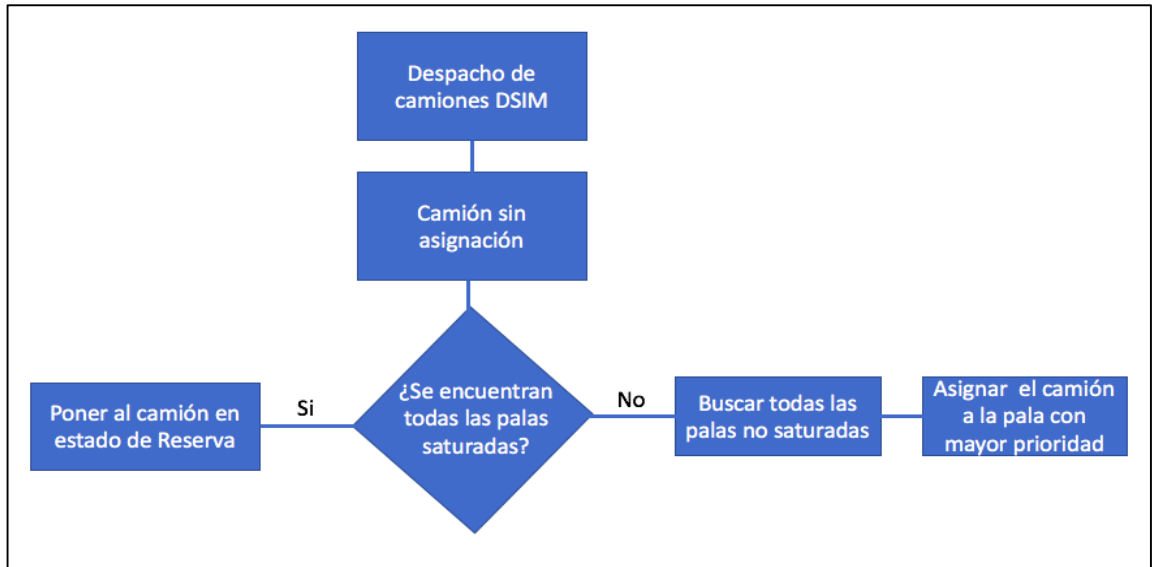 Despacho de
camiones DSIM
Camión sin
asignación
¿Se encuentran
todas las palas
saturadas?
Si
Poner al camión en
estado de Reserva
No
Buscar todas las
palas no saturadas
Asignar el camión
a la pala con
mayor prioridad